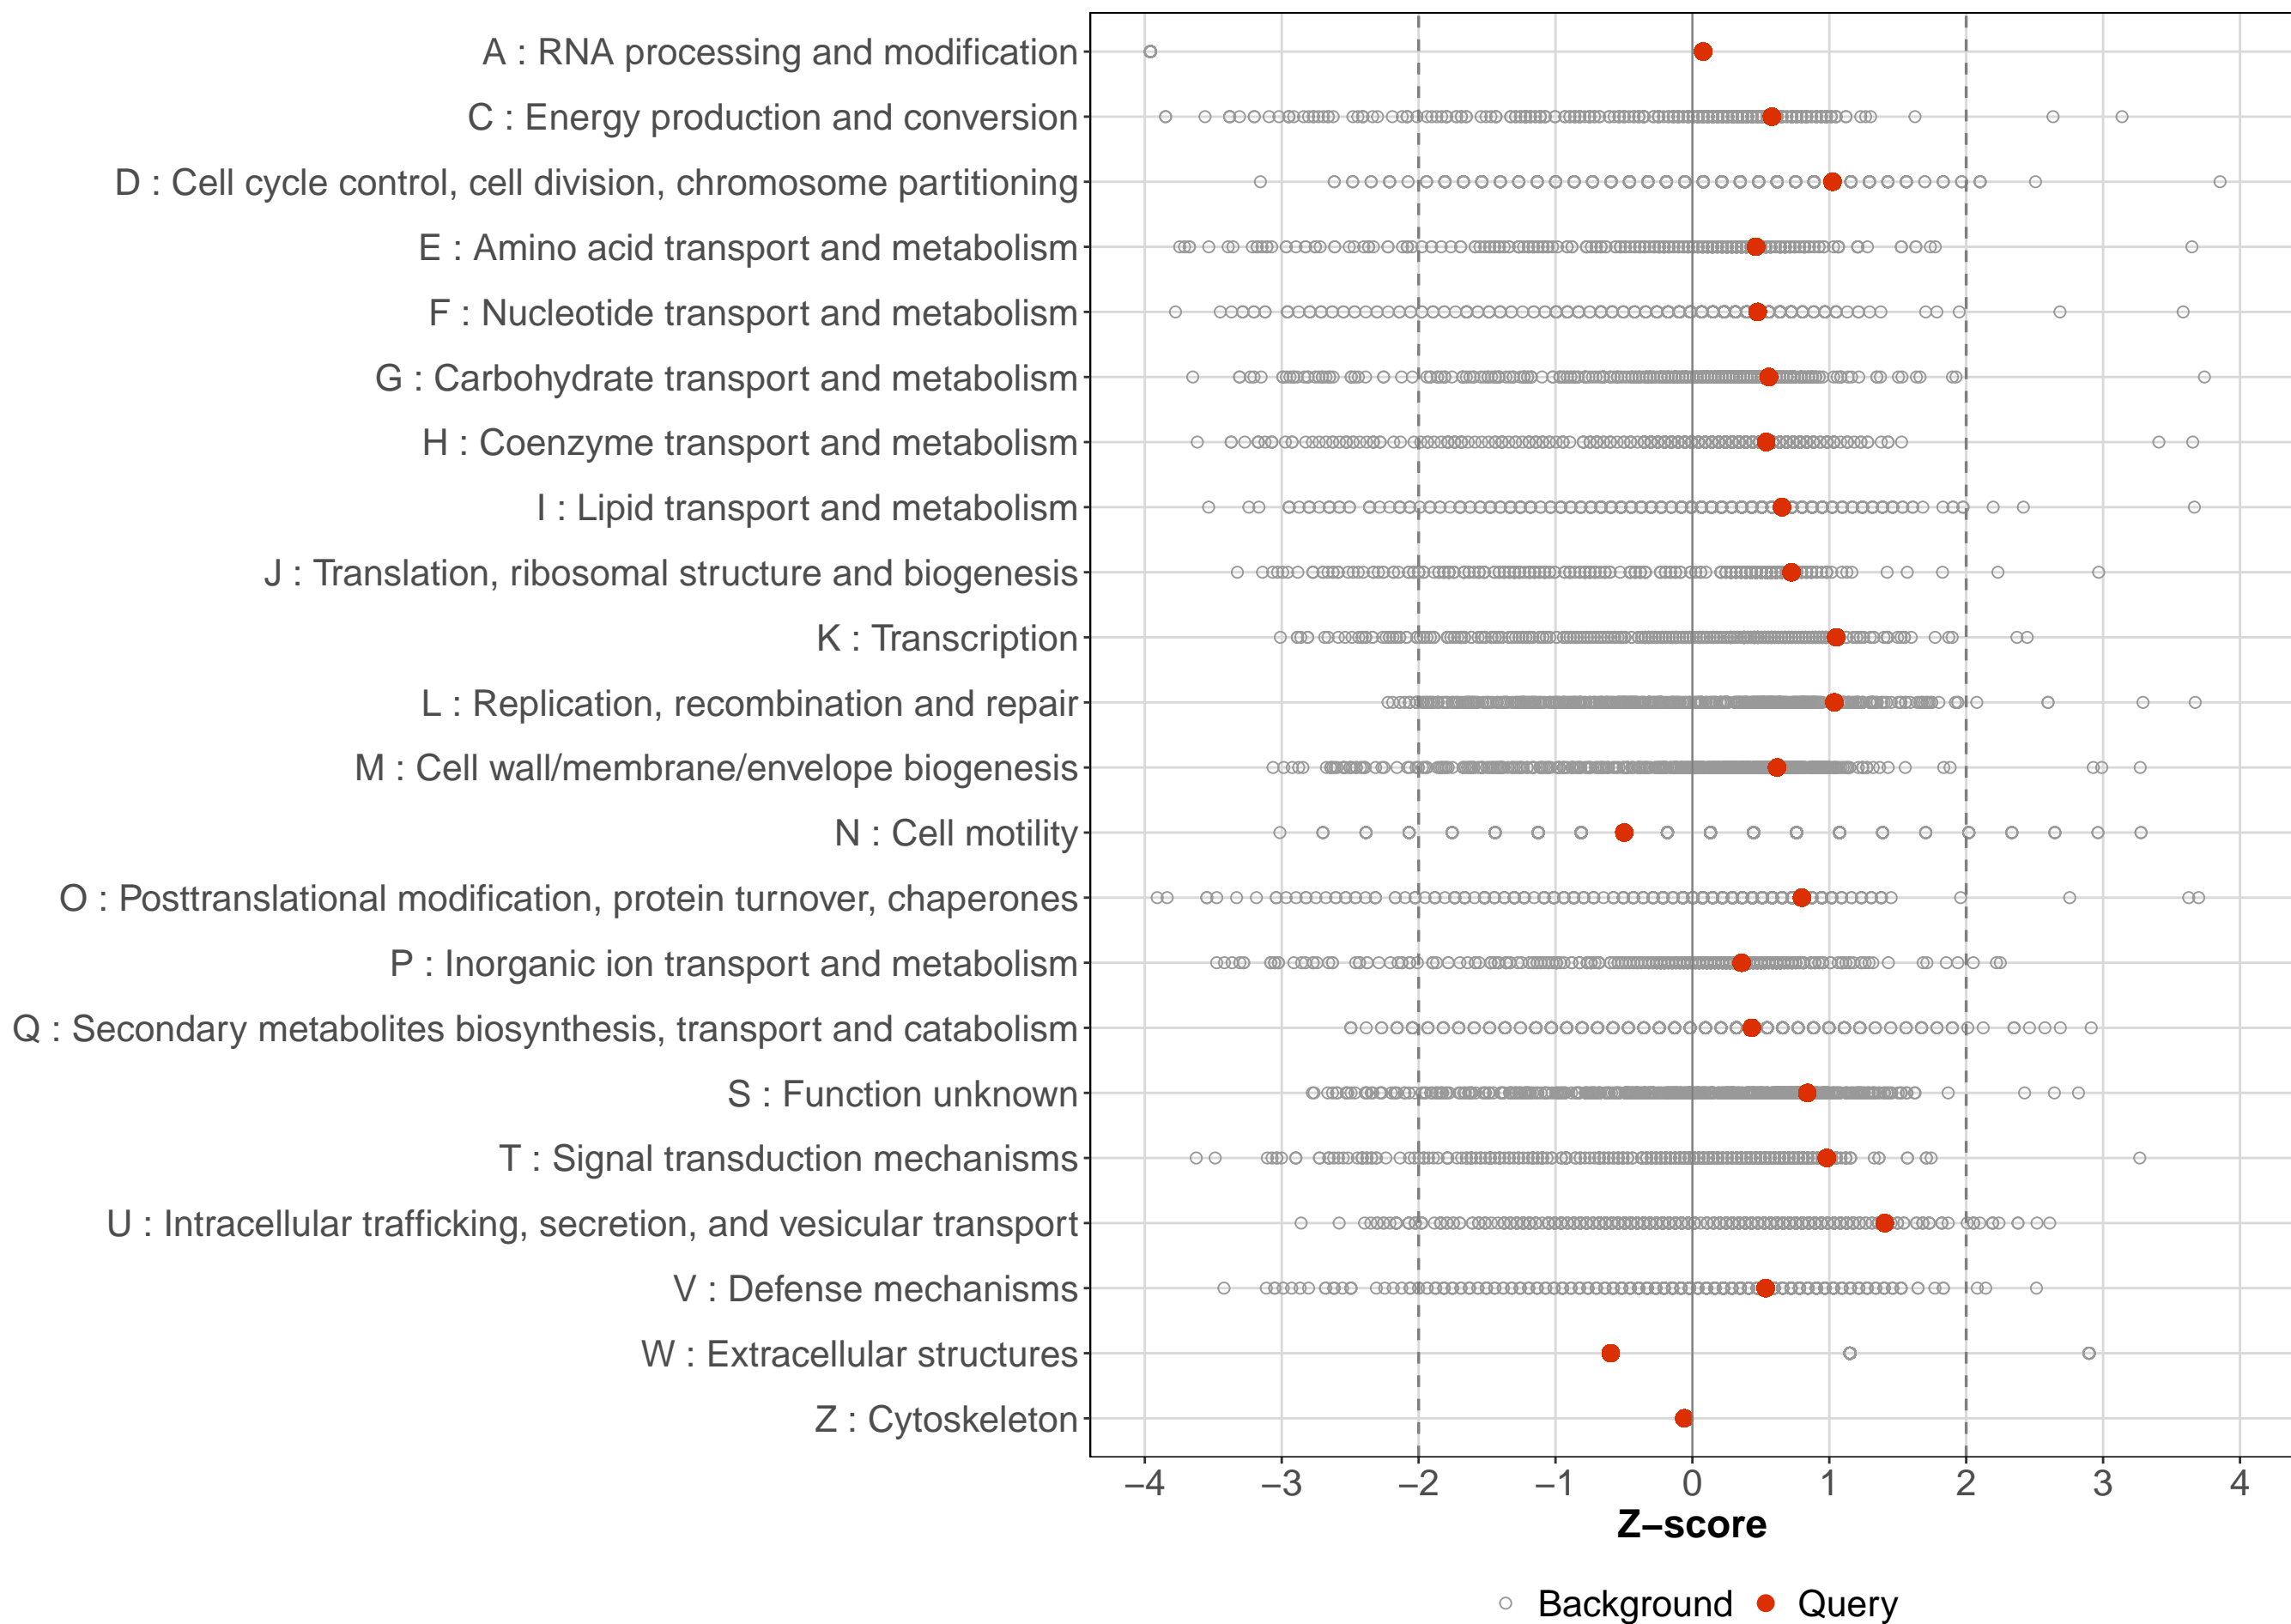 A : RNA processing and modification
C : Energy production and conversion
D : Cell cycle control, cell division, chromosome partitioning
E : Amino acid transport and metabolism
F : Nucleotide transport and metabolism
G : Carbohydrate transport and metabolism
H : Coenzyme transport and metabolism
I : Lipid transport and metabolism
J : Translation, ribosomal structure and biogenesis
K : Transcription
L : Replication, recombination and repair
M : Cell wall/membrane/envelope biogenesis
N : Cell motility
O : Posttranslational modification, protein turnover, chaperones
P : Inorganic ion transport and metabolism
Q : Secondary metabolites biosynthesis, transport and catabolism
S : Function unknown
T : Signal transduction mechanisms
U : Intracellular trafficking, secretion, and vesicular transport
V : Defense mechanisms
W : Extracellular structures
Z : Cytoskeleton
−4 −3 −2 −1 0 1 2 3 4
Z−score
Background Query